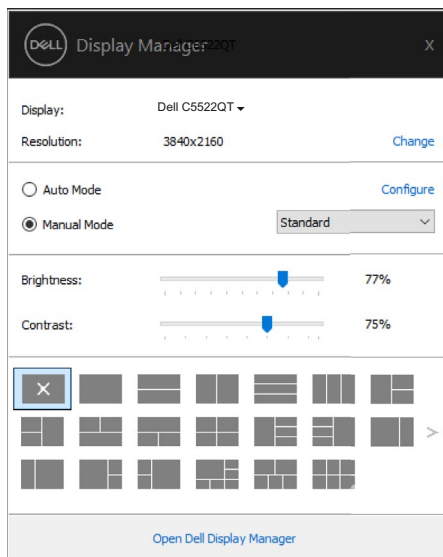 DELL Display Manager X
Display: Dell C5522QT
Resolution: 3840x2160 Change
Auto Mode Configure
Manual Mode Standard
Brightness: 77%
Contrast: 75%
Open Dell Display Manager